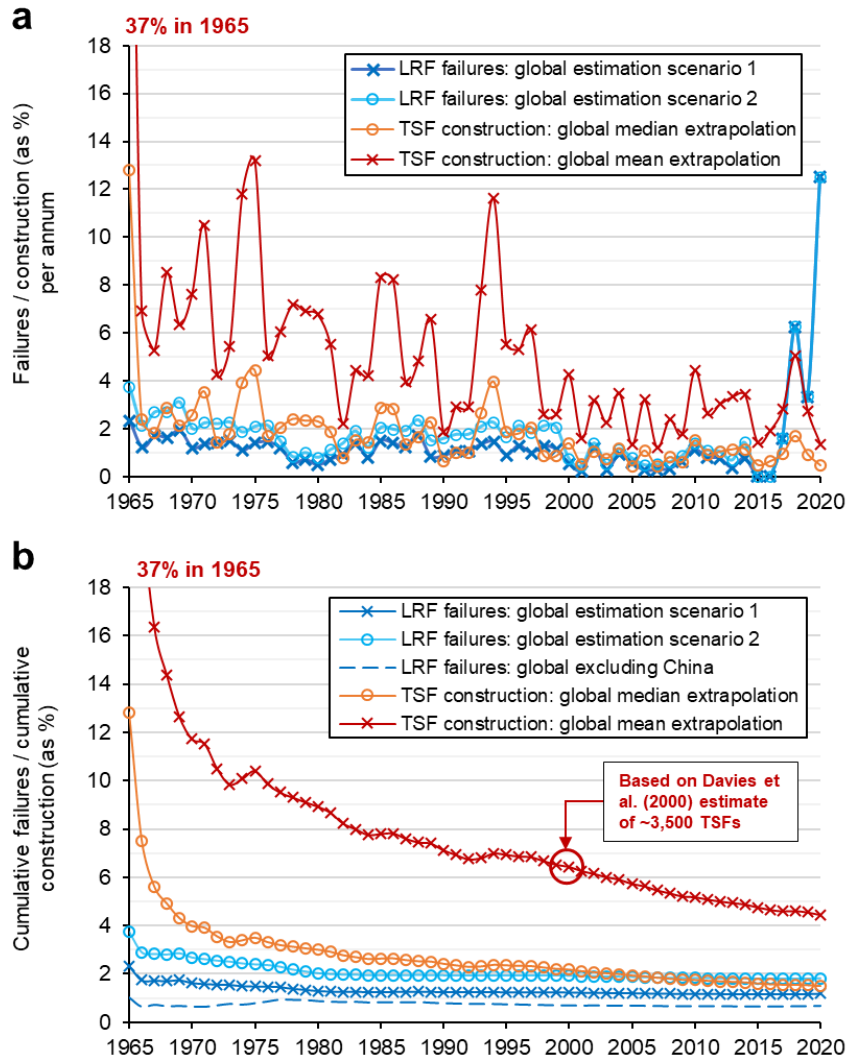 a
37% in 1965
18
16
14
12
10
8
6
4
2
0
Failures / construction (as %)
per annum
LRF failures: global estimation scenario 1
LRF failures: global estimation scenario 2
TSF construction: global median extrapolation
TSF construction: global mean extrapolation
1965 1970 1975 1980 1985 1990 1995 2000 2005 2010 2015 2020
b
37% in 1965
18
16
14
12
10
8
6
4
2
0
Cumulative failures / cumulative
construction (as %)
LRF failures: global estimation scenario 1
LRF failures: global estimation scenario 2
LRF failures: global excluding China
TSF construction: global median extrapolation
TSF construction: global mean extrapolation
Based on Davies et
al. (2000) estimate
of ~3,500 TSFs
1965 1970 1975 1980 1985 1990 1995 2000 2005 2010 2015 2020